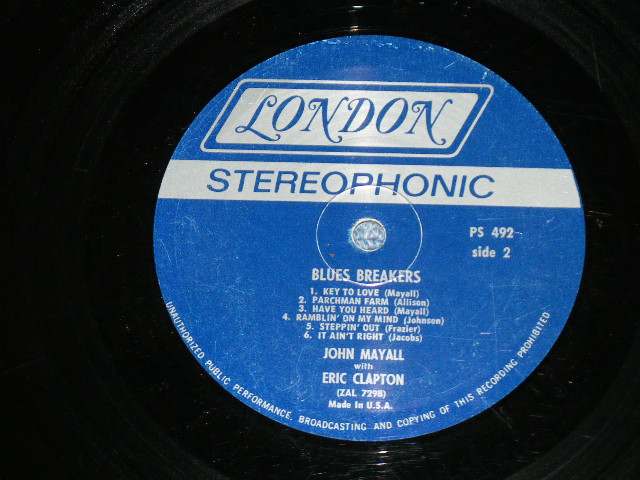 LONDON
STEREOPHONIC
PS 492
side 2
BLUES BREAKERS
1. KEY TO LOVE (Mayall)
2. PARCHMAN FARM (Allison)
3. HAVE YOU HEARD (Mayall)
4. RAMBLIN' ON MY MIND (Johnsen)
5. STEPPIN' OUT (Frazier)
6. IT AIN'T RIGHT (Jacobs)
JOHN MAYALL
with
ERIC CLAPTON
(ZAL 7298)
Made In U.S.A.
UNAUTHORIZED PUBLIC PERFORMANCE, BROADCASTING AND COPYING OF THIS RECORDING PROHIBITED